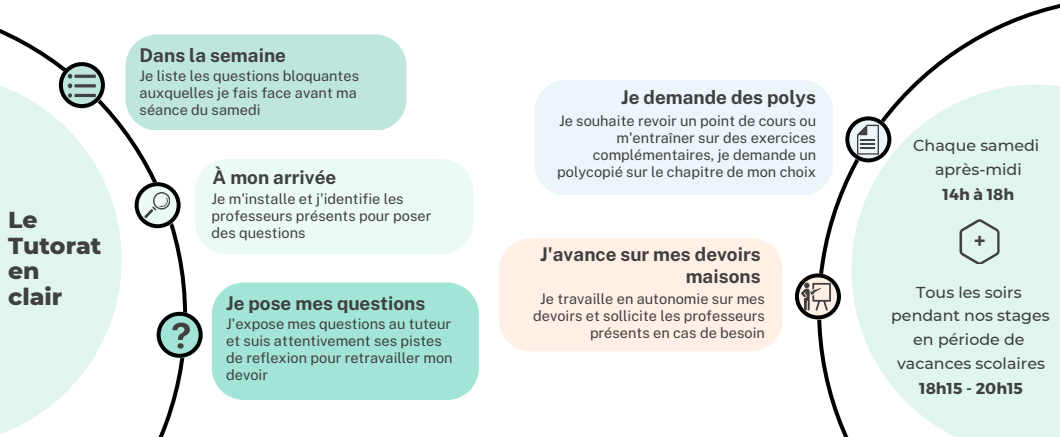 Le
Tutorat
en
clair
Dans la semaine
Je liste les questions bloquantes
auxquelles je fais face avant ma
séance du samedi
À mon arrivée
Je m'installe et j'identifie les
professeurs présents pour poser
des questions
?
Je pose mes questions
J'expose mes questions au tuteur
et suis attentivement ses pistes
de reflexion pour retravailler mon
devoir
Je demande des polys
Je souhaite revoir un point de cours ou
m'entraîner sur des exercices
complémentaires, je demande un
polycopié sur le chapitre de mon choix
J'avance sur mes devoirs
maisons
Je travaille en autonomie sur mes
devoirs et sollicite les professeurs
présents en cas de besoin
Chaque samedi
après-midi
14h à 18h
+
Tous les soirs
pendant nos stages
en période de
vacances scolaires
18h15 - 20h15